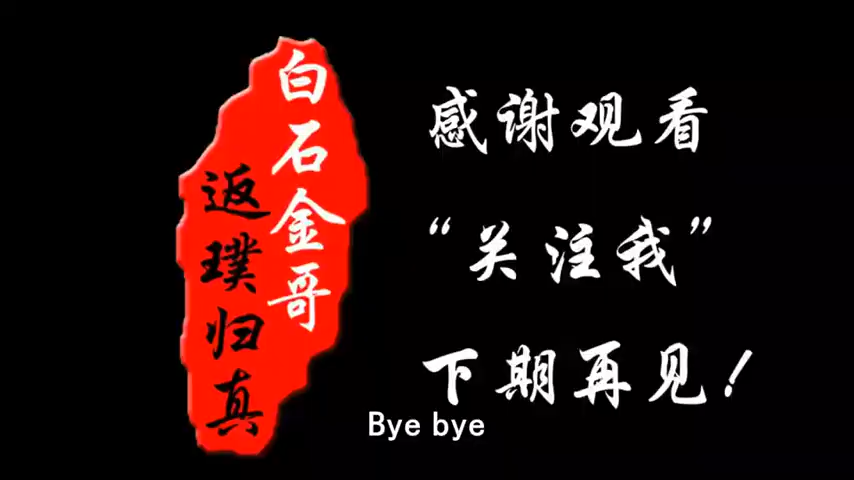 白石金哥
返璞归真
感谢观看
“关注我”
下期再见！
Bye bye